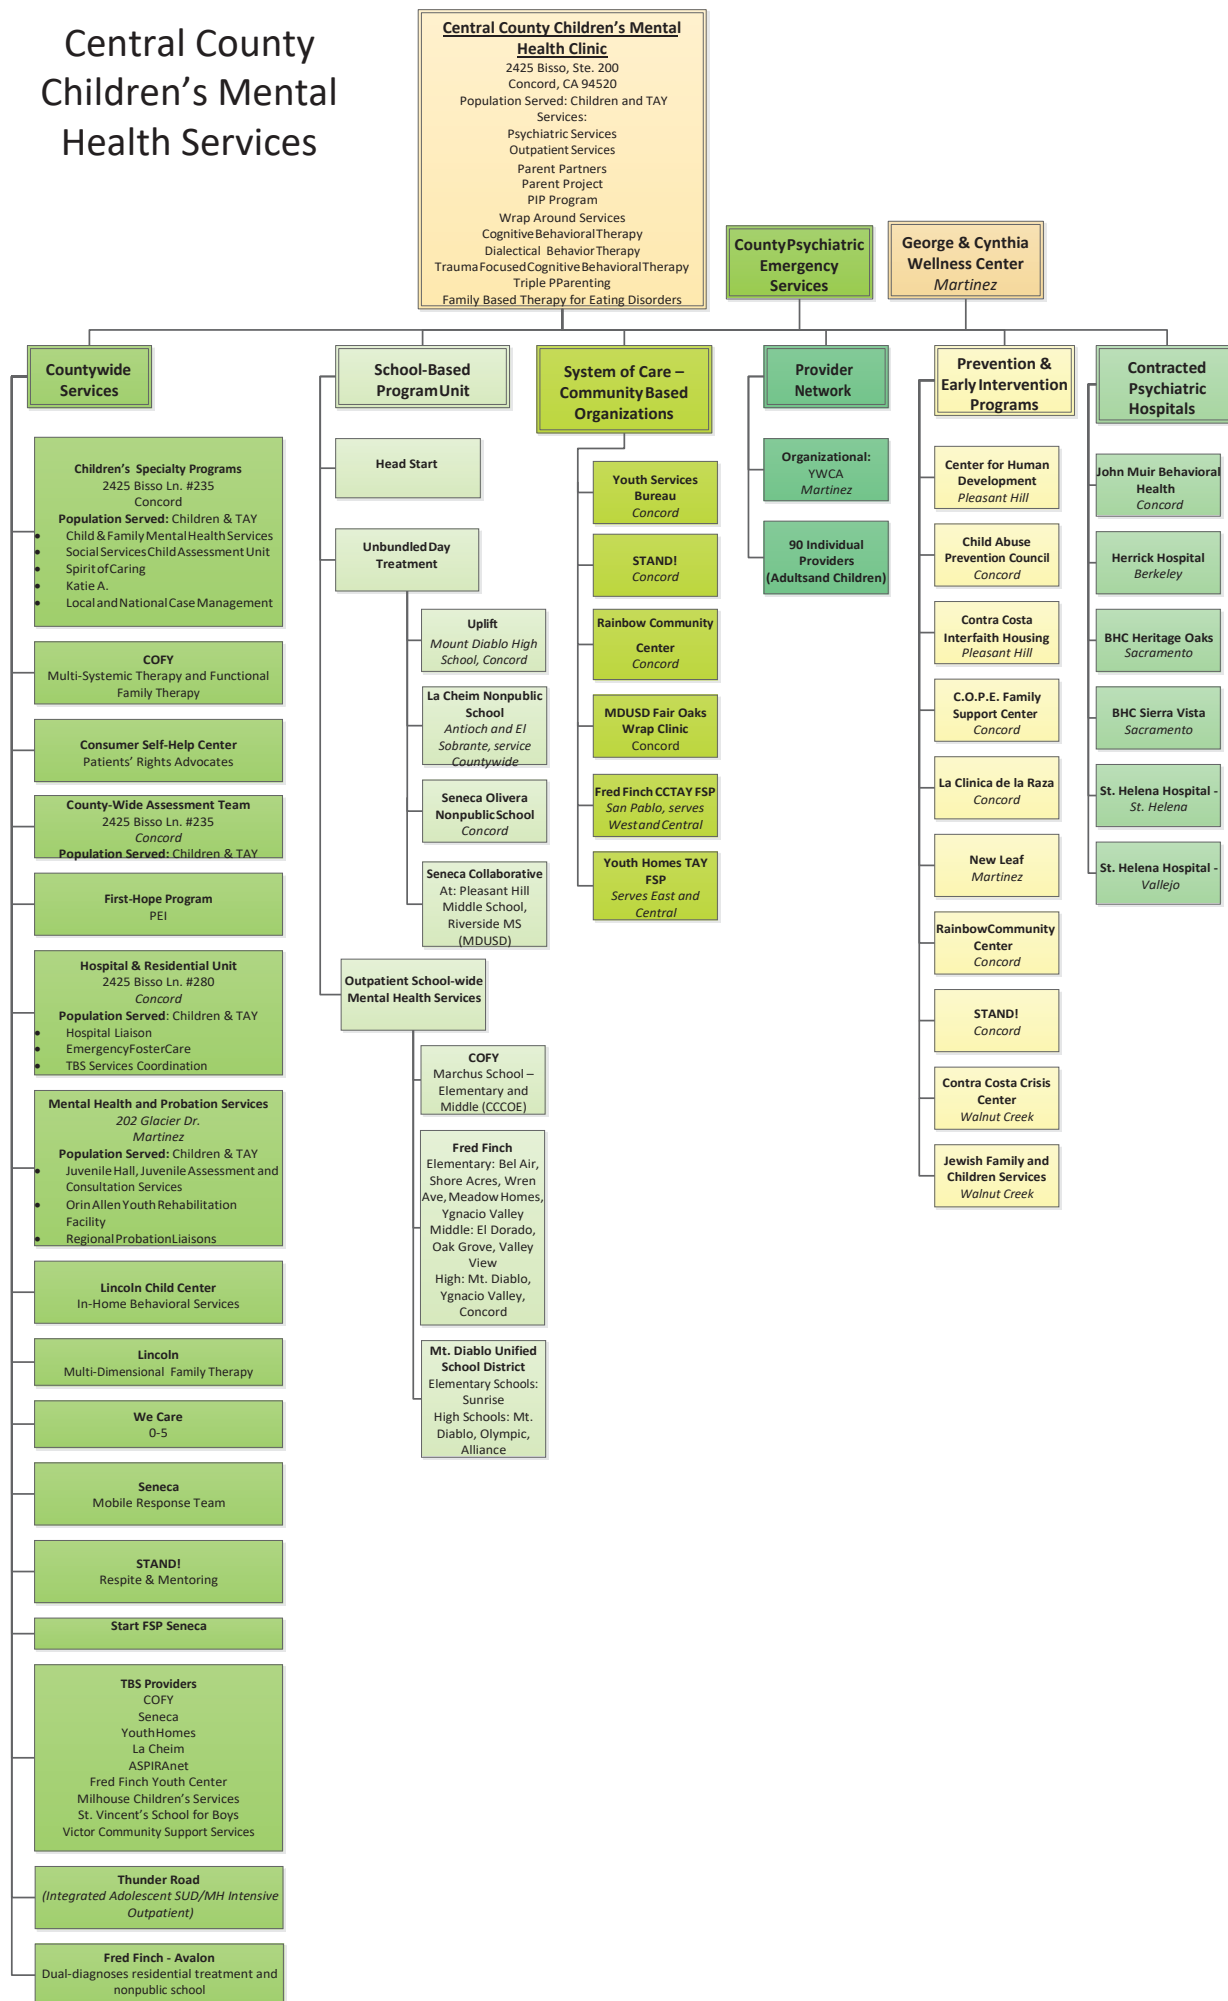 Central County
Children's Mental
Health Services
Central County Children's Mental
Health Clinic
2425 Bisso, Ste. 200
Concord, CA 94520
Population Served: Children and TAY
Services:
Psychiatric Services
Outpatient Services
Parent Partners
Parent Project
PIP Program
Wrap Around Services
Cognitive Behavioral Therapy
Dialectical Behavior Therapy
Trauma Focused Cognitive Behavioral Therapy
Triple P Parenting
Family Based Therapy for Eating Disorders
County Psychiatric
Emergency
Services
George & Cynthia
Wellness Center
Martinez
Countywide
Services
Children's Specialty Programs
2425 Bisso Ln. #235
Concord
Population Served: Children & TAY
• Child & Family Mental Health Services
• Social Services Child Assessment Unit
• Spirit of Caring
• Katie A.
• Local and National Case Management
COFY
Multi-Systemic Therapy and Functional
Family Therapy
Consumer Self-Help Center
Patients' Rights Advocates
County-Wide Assessment Team
2425 Bisso Ln. #235
Concord
Population Served: Children & TAY
First-Hope Program
PEI
Hospital & Residential Unit
2425 Bisso Ln. #280
Concord
Population Served: Children & TAY
• Hospital Liaison
• Emergency Foster Care
• TBS Services Coordination
Mental Health and Probation Services
202 Glacier Dr.
Martinez
Population Served: Children & TAY
• Juvenile Hall, Juvenile Assessment and
Consultation Services
• Orin Allen Youth Rehabilitation
Facility
• Regional Probation Liaisons
Lincoln Child Center
In-Home Behavioral Services
Lincoln
Multi-Dimensional Family Therapy
We Care
0-5
Seneca
Mobile Response Team
STAND!
Respite & Mentoring
Start FSP Seneca
TBS Providers
COFY
Seneca
Youth Homes
La Cheim
ASPIRAnet
Fred Finch Youth Center
Milhouse Children's Services
St. Vincent's School for Boys
Victor Community Support Services
Thunder Road
(Integrated Adolescent SUD/MH Intensive
Outpatient)
Fred Finch - Avalon
Dual-diagnoses residential treatment and
nonpublic school
School-Based
Program Unit
Head Start
Unbundled Day
Treatment
Uplift
Mount Diablo High
School, Concord
La Cheim Nonpublic
School
Antioch and El
Sobrante, service
Countywide
Seneca Olivera
Nonpublic School
Concord
Seneca Collaborative
At: Pleasant Hill
Middle School,
Riverside MS
(MDUSD)
Outpatient School-wide
Mental Health Services
COFY
Marchus School –
Elementary and
Middle (CCCOE)
Fred Finch
Elementary: Bel Air,
Shore Acres, Wren
Ave, Meadow Homes,
Ygnacio Valley
Middle: El Dorado,
Oak Grove, Valley
View
High: Mt. Diablo,
Ygnacio Valley,
Concord
Mt. Diablo Unified
School District
Elementary Schools:
Sunrise
High Schools: Mt.
Diablo, Olympic,
Alliance
System of Care –
Community Based
Organizations
Youth Services
Bureau
Concord
STAND!
Concord
Rainbow Community
Center
Concord
MDUSD Fair Oaks
Wrap Clinic
Concord
Fred Finch CCTAY FSP
San Pablo, serves
West and Central
Youth Homes TAY
FSP
Serves East and
Central
Provider
Network
Organizational:
YWCA
Martinez
90 Individual
Providers
(Adults and Children)
Prevention &
Early Intervention
Programs
Center for Human
Development
Pleasant Hill
Child Abuse
Prevention Council
Concord
Contra Costa
Interfaith Housing
Pleasant Hill
C.O.P.E. Family
Support Center
Concord
La Clinica de la Raza
Concord
New Leaf
Martinez
Rainbow Community
Center
Concord
STAND!
Concord
Contra Costa Crisis
Center
Walnut Creek
Jewish Family and
Children Services
Walnut Creek
Contracted
Psychiatric
Hospitals
John Muir Behavioral
Health
Concord
Herrick Hospital
Berkeley
BHC Heritage Oaks
Sacramento
BHC Sierra Vista
Sacramento
St. Helena Hospital -
St. Helena
St. Helena Hospital -
Vallejo